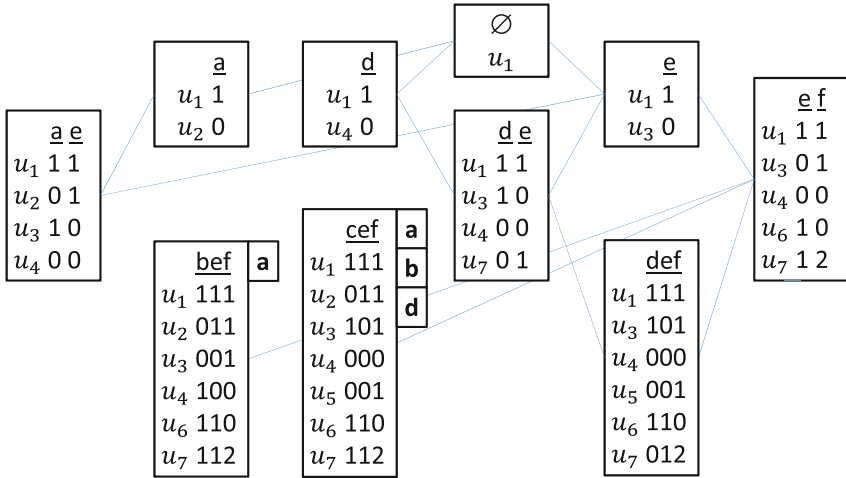 ∅
u₁
a
u₁ 1
u₂ 0
d
u₁ 1
u₄ 0
e
u₁ 1
u₃ 0
a e
u₁ 1 1
u₂ 0 1
u₃ 1 0
u₄ 0 0
d e
u₁ 1 1
u₃ 1 0
u₄ 0 0
u₇ 0 1
e f
u₁ 1 1
u₃ 0 1
u₄ 0 0
u₆ 1 0
u₇ 1 2
bef
a
u₁ 111
u₂ 011
u₃ 001
u₄ 100
u₆ 110
u₇ 112
cef
a
b
d
u₁ 111
u₂ 011
u₃ 101
u₄ 000
u₅ 001
u₆ 110
u₇ 112
def
u₁ 111
u₃ 101
u₄ 000
u₅ 001
u₆ 110
u₇ 012